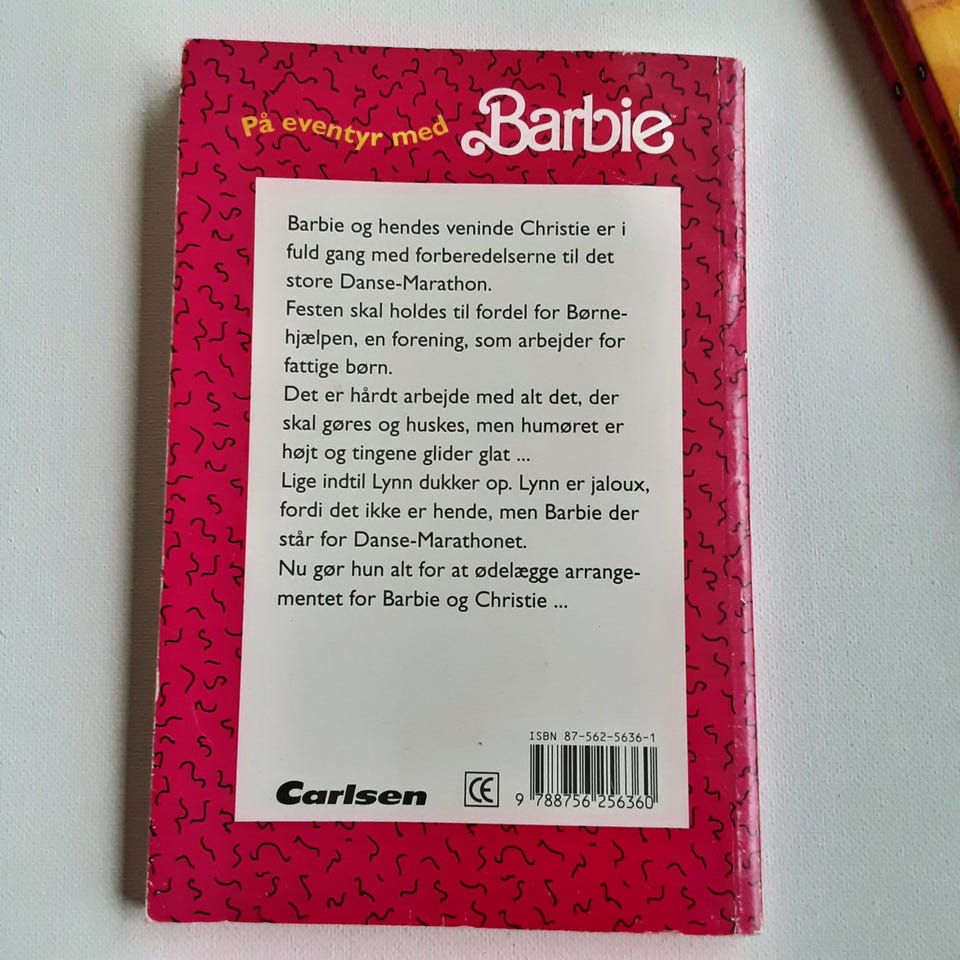 På eventyr med Barbie™
Barbie og hendes veninde Christie er i
fuld gang med forberedelserne til det
store Danse-Marathon.
Festen skal holdes til fordel for Børne-
hjælpen, en forening, som arbejder for
fattige børn.
Det er hårdt arbejde med alt det, der
skal gøres og huskes, men humøret er
højt og tingene glider glat ...
Lige indtil Lynn dukker op. Lynn er jaloux,
fordi det ikke er hende, men Barbie der
står for Danse-Marathonet.
Nu gør hun alt for at ødelægge arrange-
mentet for Barbie og Christie ...
ISBN 87-562-5636-1
Carlsen CE 9 788756 256360